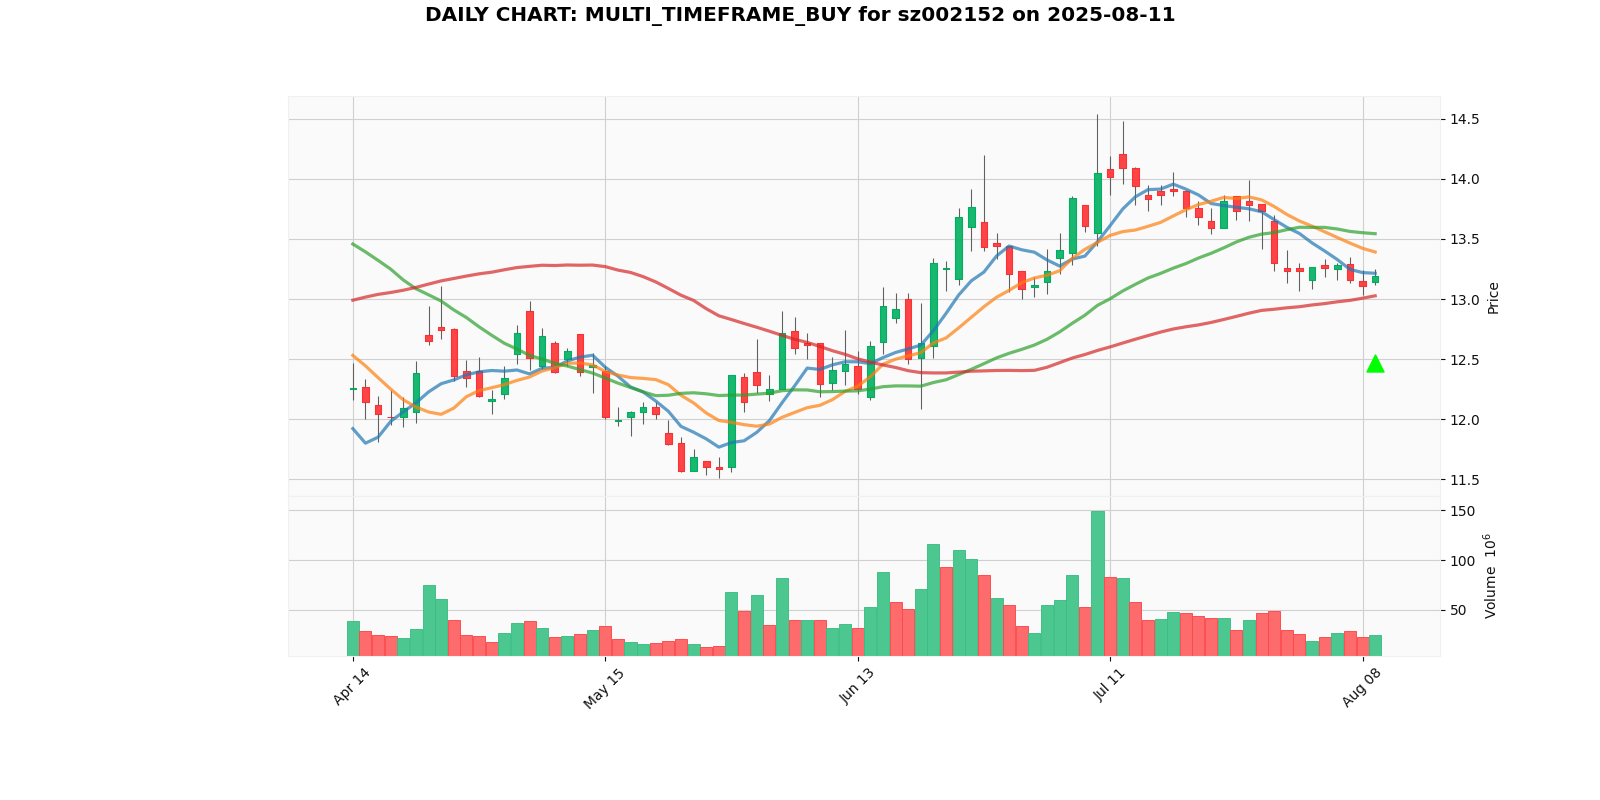 DAILY CHART: MULTI_TIMEFRAME_BUY for sz002152 on 2025-08-11
14.5
14.0
13.5
13.0
12.5
12.0
11.5
Price
150
100
50
Volume 10⁶
Apr 14
May 15
Jun 13
Jul 11
Aug 08